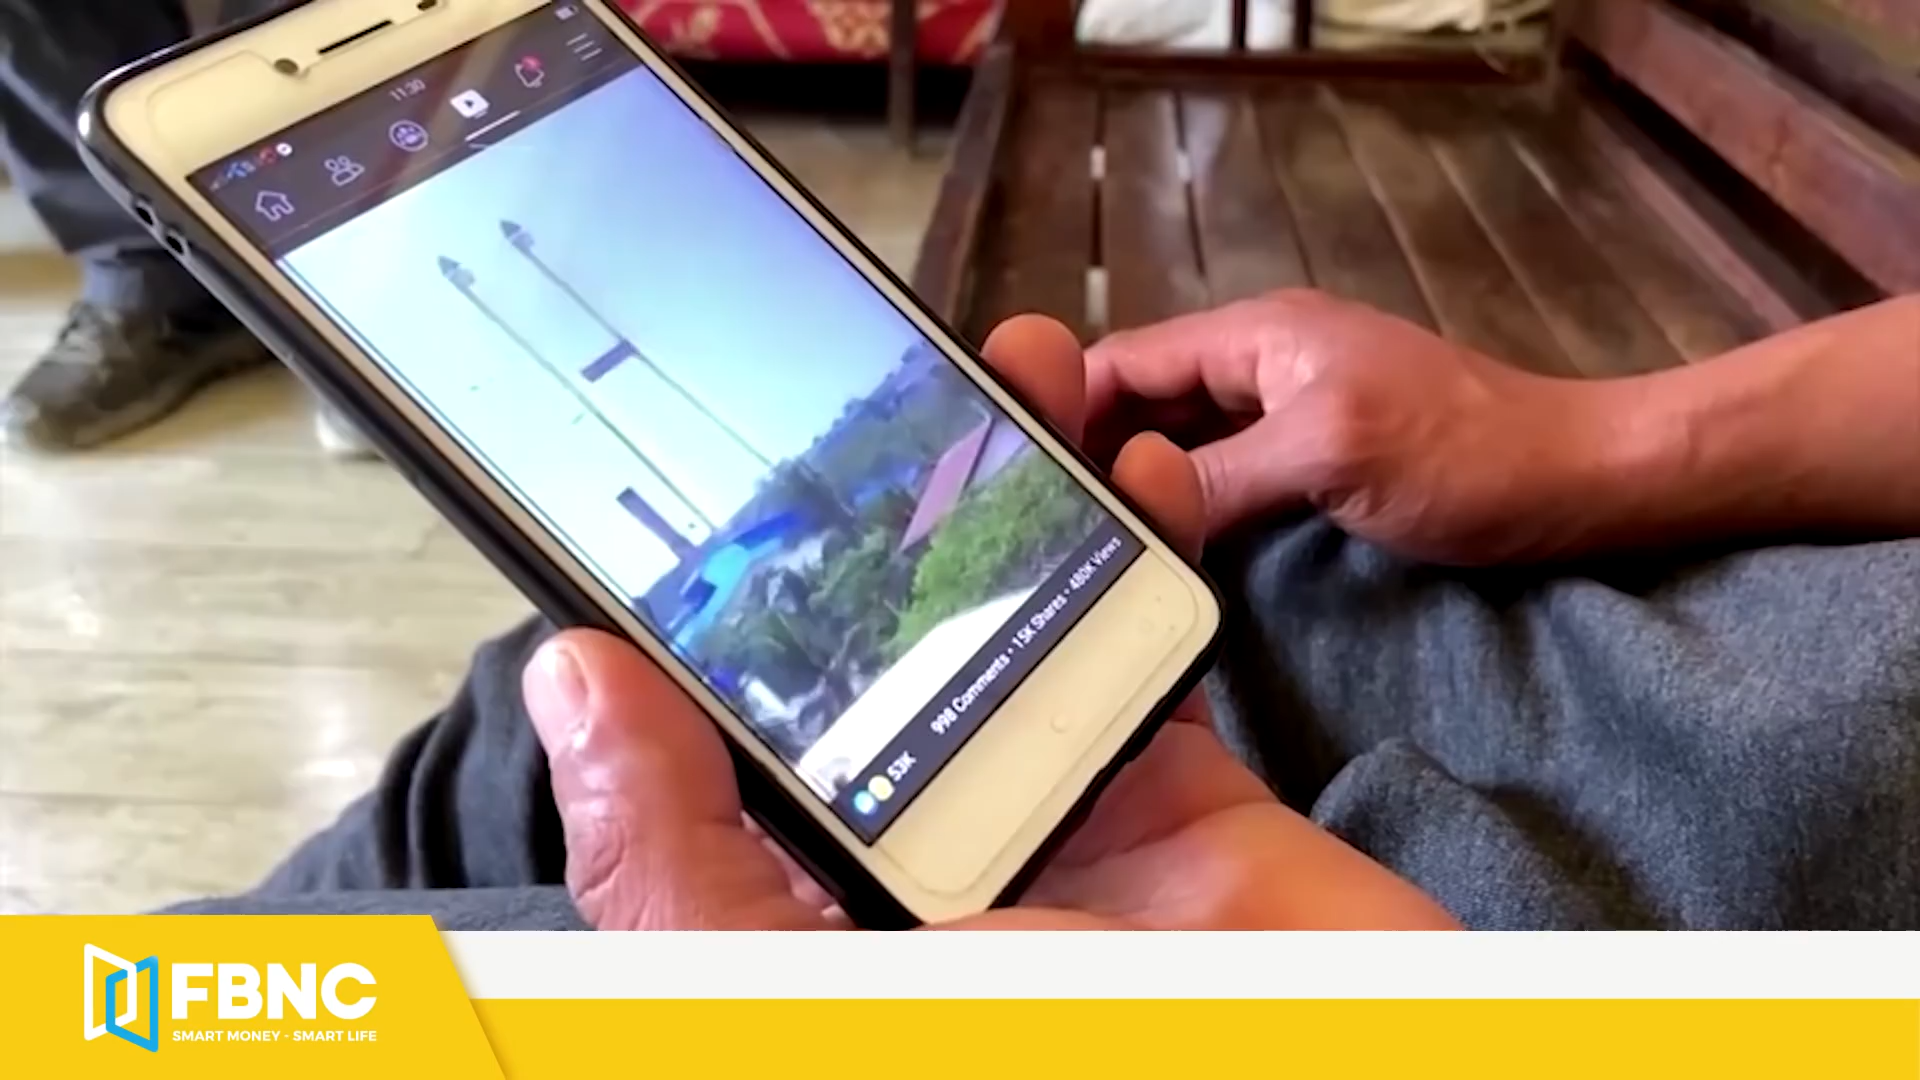 11:30
998 Comments • 15K Shares • 480K Views
53K
FBNC
SMART MONEY - SMART LIFE